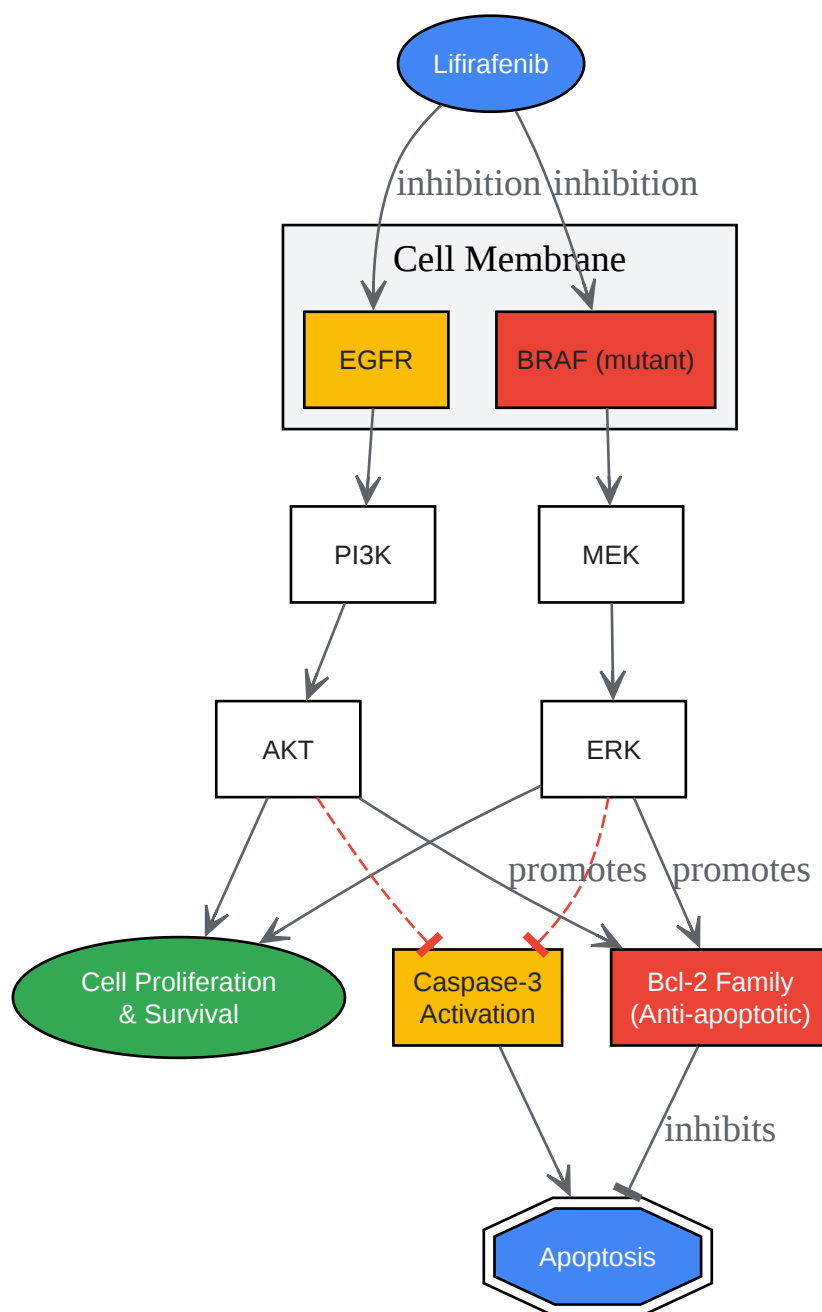 Lifirafenib
inhibition
inhibition
Cell Membrane
EGFR
BRAF (mutant)
PI3K
MEK
AKT
ERK
promotes
promotes
Cell Proliferation
& Survival
Caspase-3
Activation
Bcl-2 Family
(Anti-apoptotic)
inhibits
Apoptosis